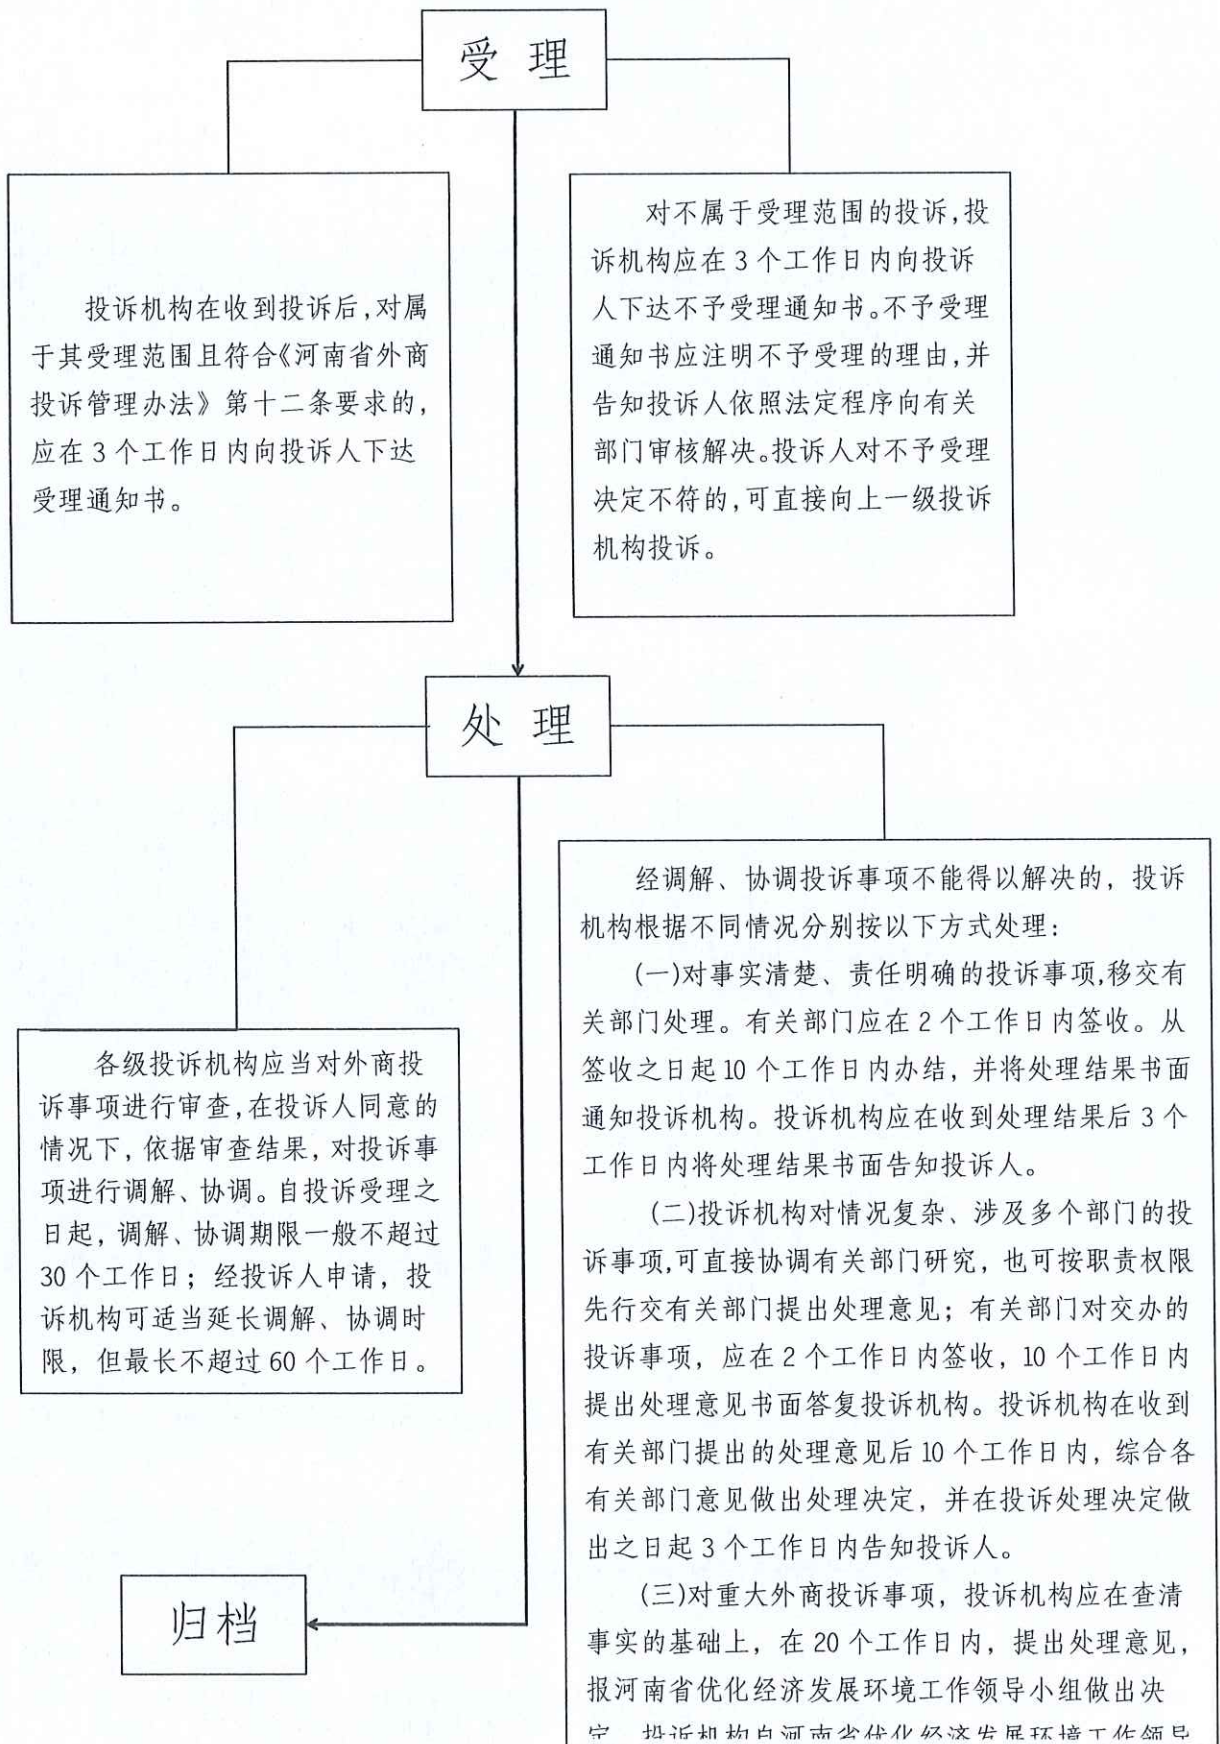 受理
投诉机构在收到投诉后,对属
于其受理范围且符合《河南省外商
投诉管理办法》第十二条要求的,
应在3个工作日内向投诉人下达
受理通知书。
对不属于受理范围的投诉,投
诉机构应在3个工作日内向投诉
人下达不予受理通知书。不予受理
通知书应注明不予受理的理由,并
告知投诉人依照法定程序向有关
部门审核解决。投诉人对不予受理
决定不符的,可直接向上一级投诉
机构投诉。
处理
各级投诉机构应当对外商投
诉事项进行审查,在投诉人同意的
情况下,依据审查结果,对投诉事
项进行调解、协调。自投诉受理之
日起,调解、协调期限一般不超过
30个工作日；经投诉人申请，投
诉机构可适当延长调解、协调时
限，但最长不超过60个工作日。
经调解、协调投诉事项不能得以解决的，投诉
机构根据不同情况分别按以下方式处理：
(一)对事实清楚、责任明确的投诉事项,移交有
关部门处理。有关部门应在2个工作日内签收。从
签收之日起10个工作日内办结，并将处理结果书面
通知投诉机构。投诉机构应在收到处理结果后3个
工作日内将处理结果书面告知投诉人。
(二)投诉机构对情况复杂、涉及多个部门的投
诉事项,可直接协调有关部门研究，也可按职责权限
先行交有关部门提出处理意见；有关部门对交办的
投诉事项，应在2个工作日内签收，10个工作日内
提出处理意见书面答复投诉机构。投诉机构在收到
有关部门提出的处理意见后10个工作日内，综合各
有关部门意见做出处理决定，并在投诉处理决定做
出之日起3个工作日内告知投诉人。
(三)对重大外商投诉事项，投诉机构应在查清
事实的基础上，在20个工作日内，提出处理意见，
报河南省优化经济发展环境工作领导小组做出决
定。投诉机构自河南省优化经济发展环境工作领导
归档